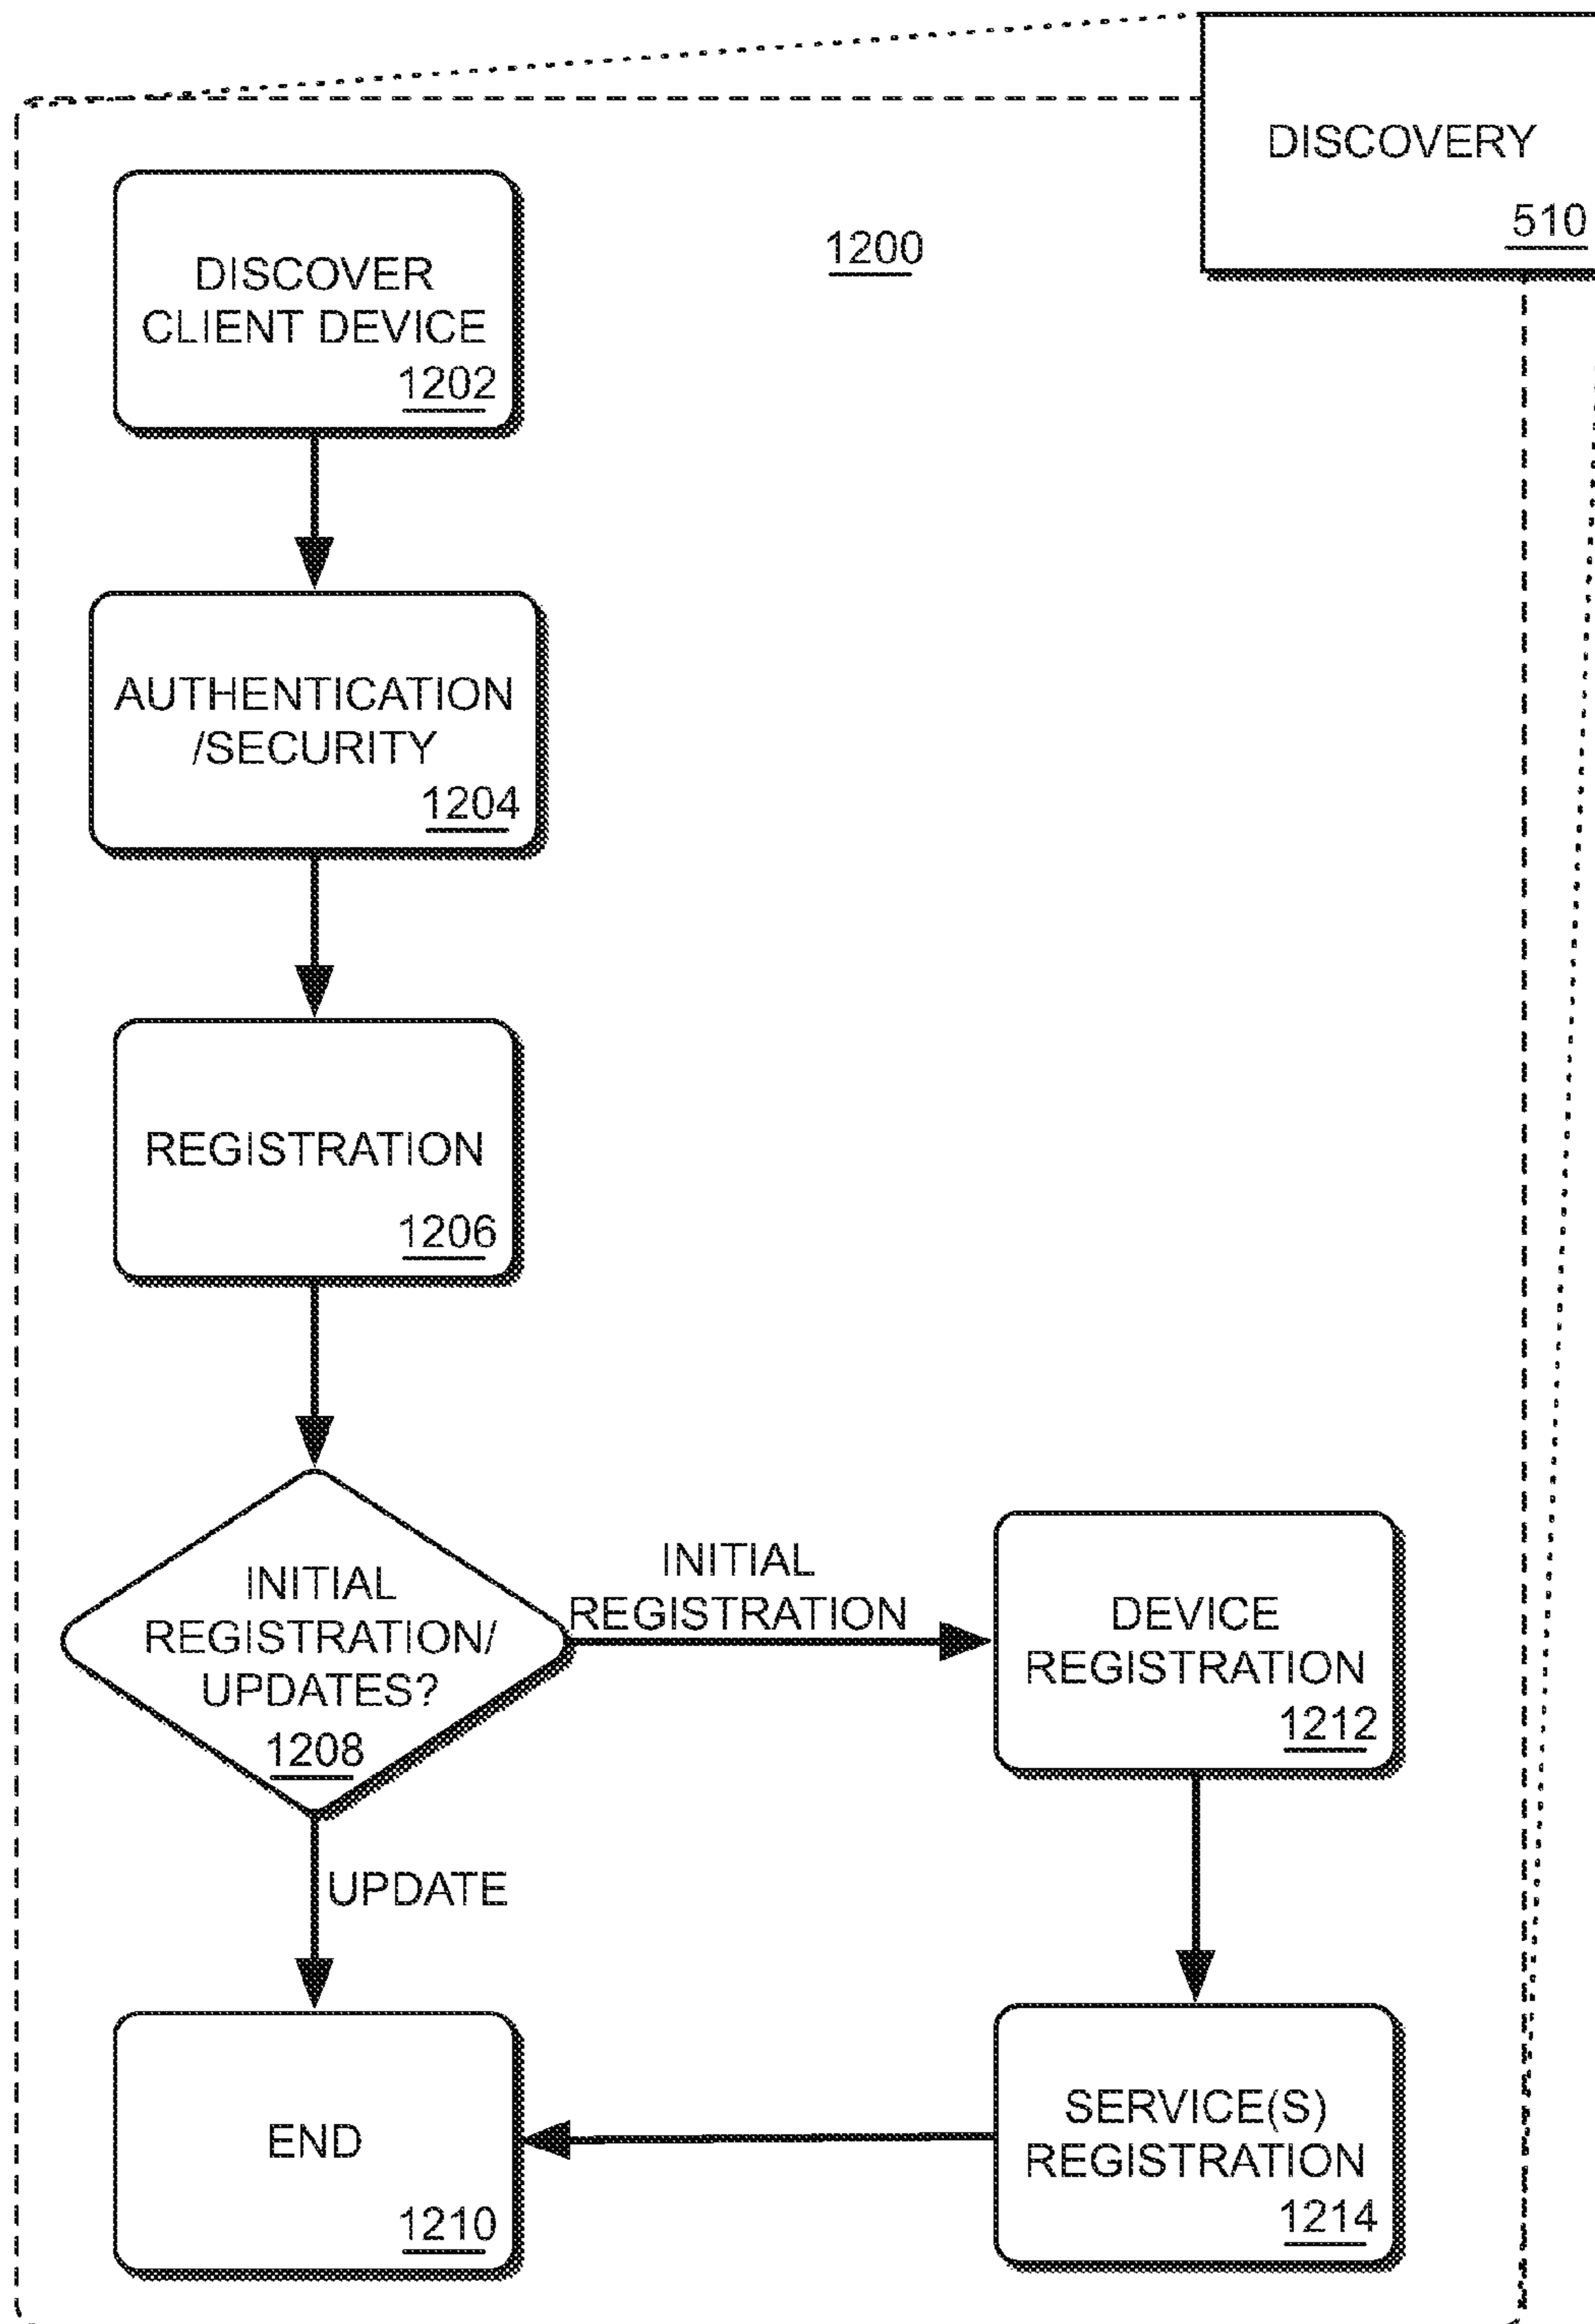 DISCOVERY
510
1200
DISCOVER
CLIENT DEVICE
1202
AUTHENTICATION
/SECURITY
1204
REGISTRATION
1206
INITIAL
REGISTRATION/
UPDATES?
1208
INITIAL
REGISTRATION
DEVICE
REGISTRATION
1212
UPDATE
END
1210
SERVICE(S)
REGISTRATION
1214